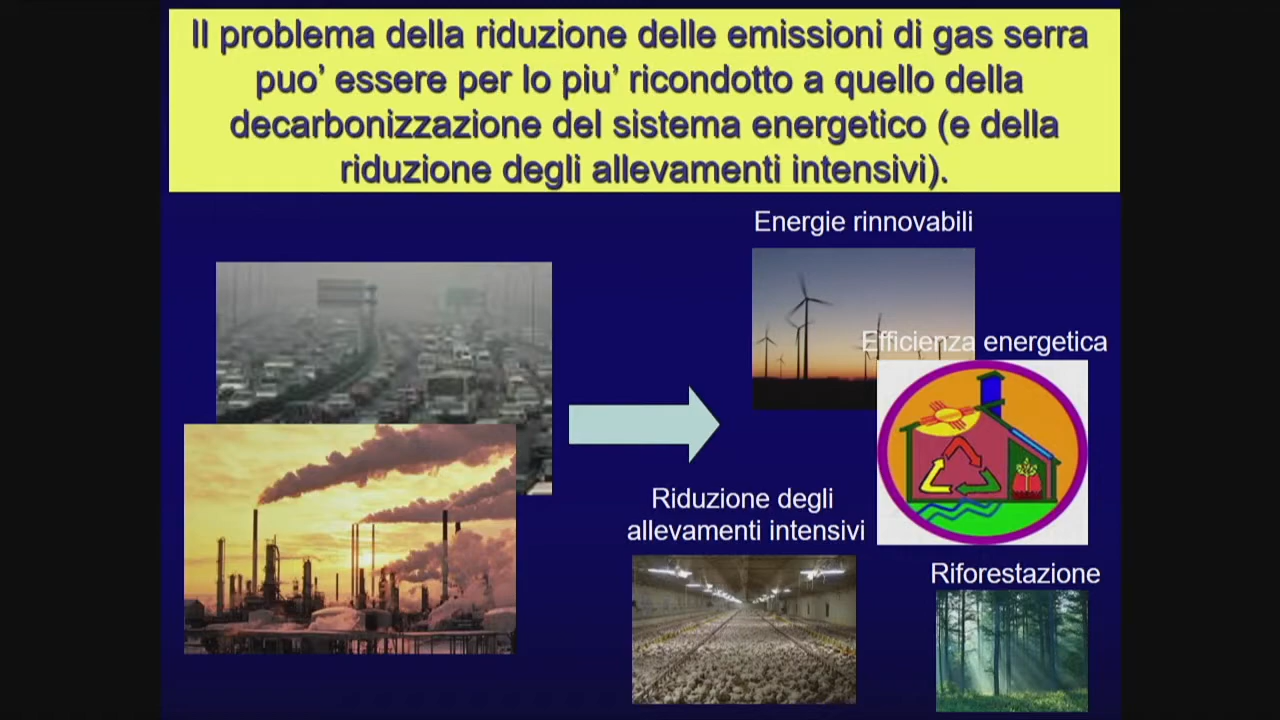 Il problema della riduzione delle emissioni di gas serra
puo’ essere per lo piu’ ricondotto a quello della
decarbonizzazione del sistema energetico (e della
riduzione degli allevamenti intensivi).
Energie rinnovabili
Efficienza energetica
Riduzione degli
allevamenti intensivi
Riforestazione